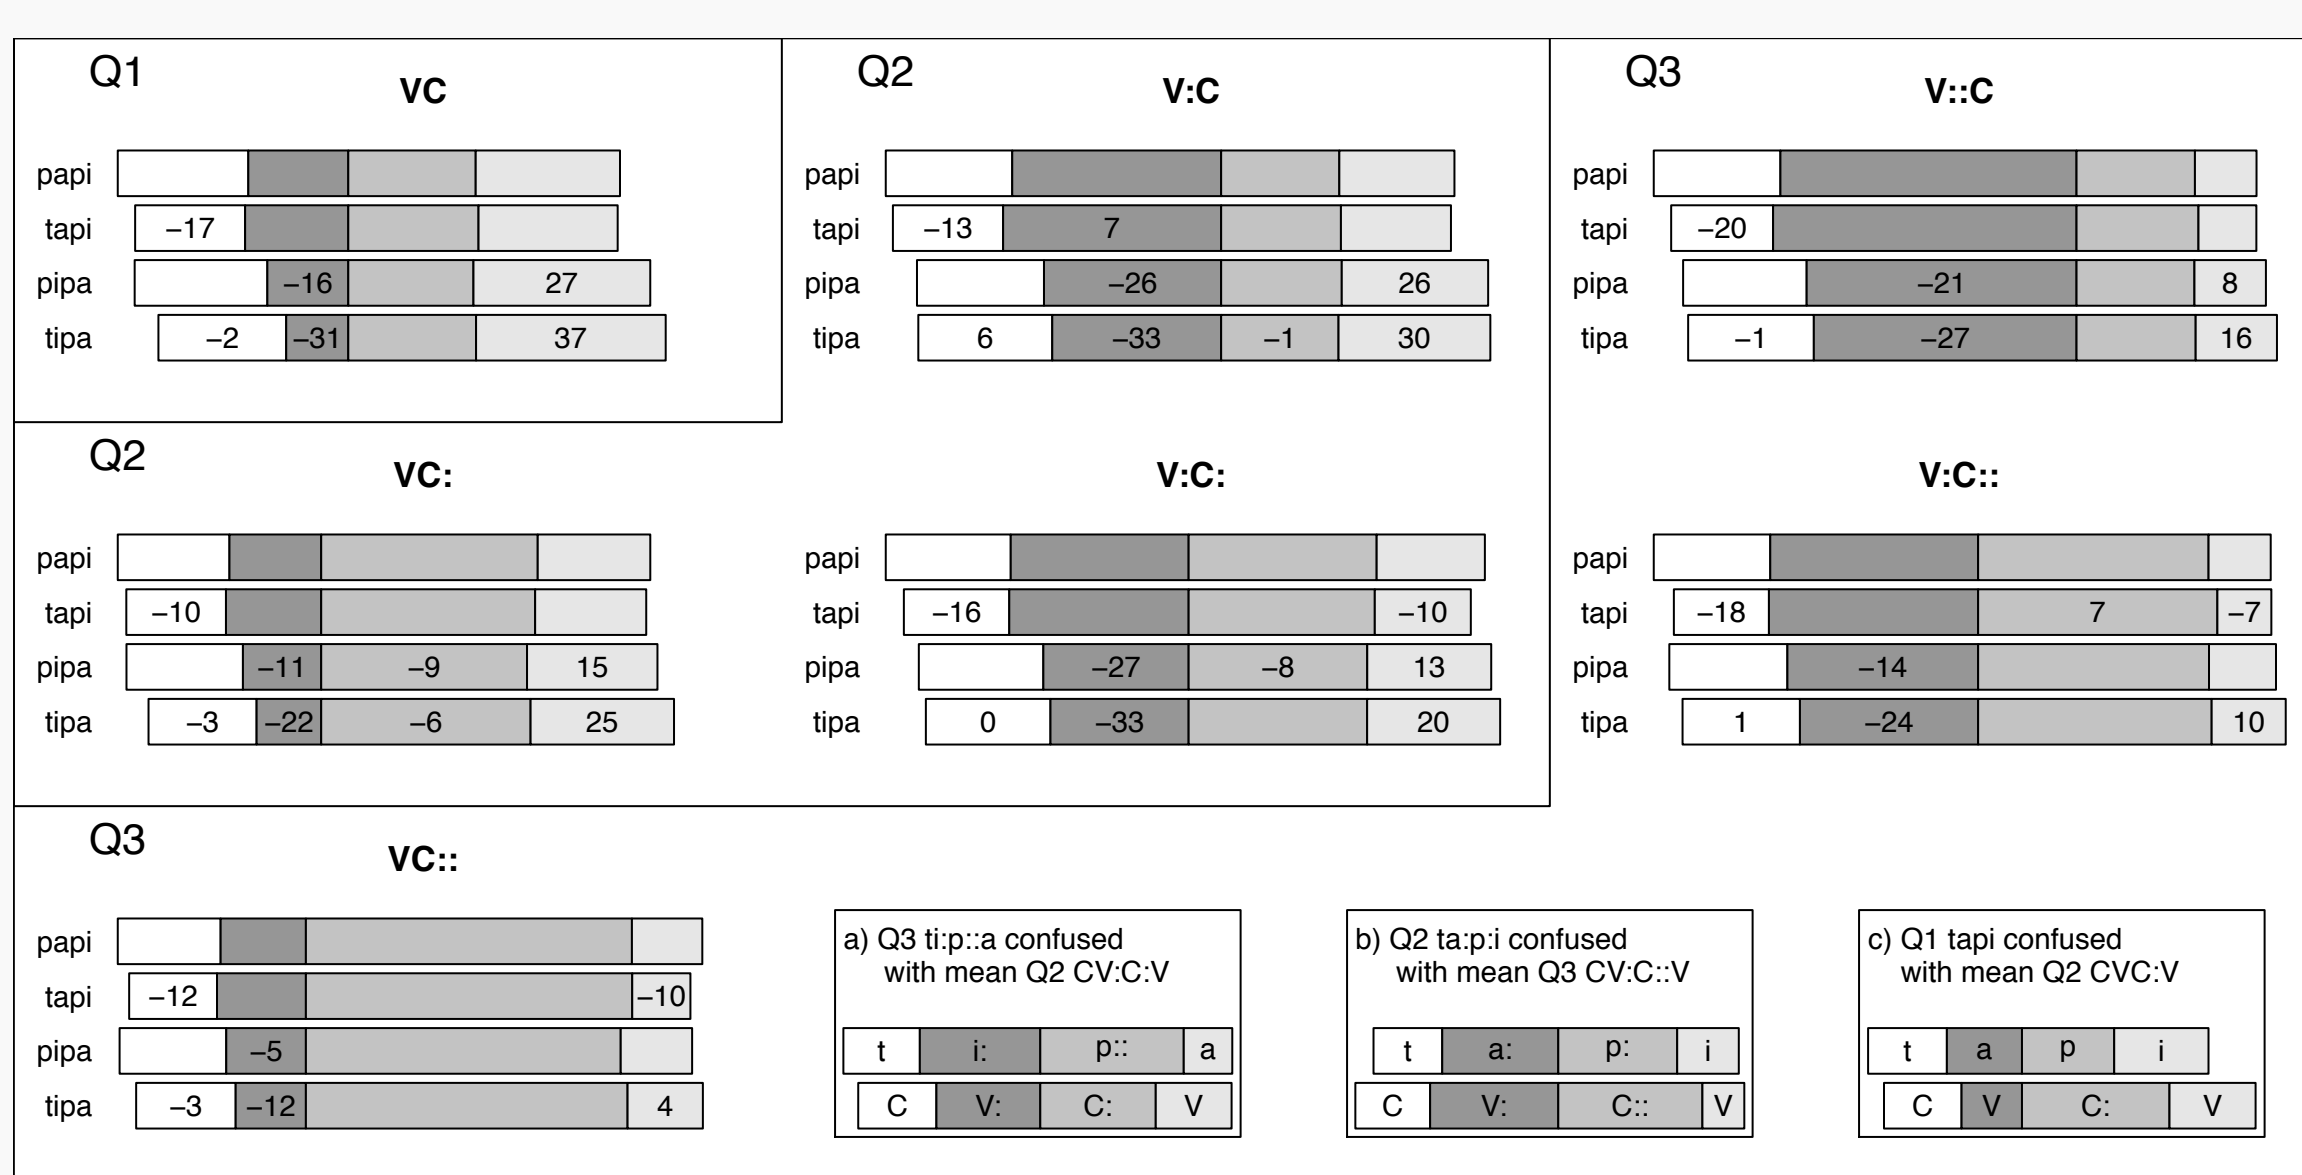 Q1
VC
papi
tapi −17
pipa −16 27
tipa −2 −31 37
Q2
V:C
papi
tapi −13 7
pipa −26 26
tipa 6 −33 −1 30
Q3
V::C
papi
tapi −20
pipa −21 8
tipa −1 −27 16
Q2
VC:
papi
tapi −10
pipa −11 −9 15
tipa −3 −22 −6 25
V:C:
papi
tapi −16 −10
pipa −27 −8 13
tipa 0 −33 20
V:C::
papi
tapi −18 7 −7
pipa −14
tipa 1 −24 10
Q3
VC::
papi
tapi −12 −10
pipa −5
tipa −3 −12 4
a) Q3 ti:p::a confused
with mean Q2 CV:C:V
t i: p:: a
C V: C: V
b) Q2 ta:p:i confused
with mean Q3 CV:C::V
t a: p: i
C V: C:: V
c) Q1 tapi confused
with mean Q2 CVC:V
t a p i
C V C: V